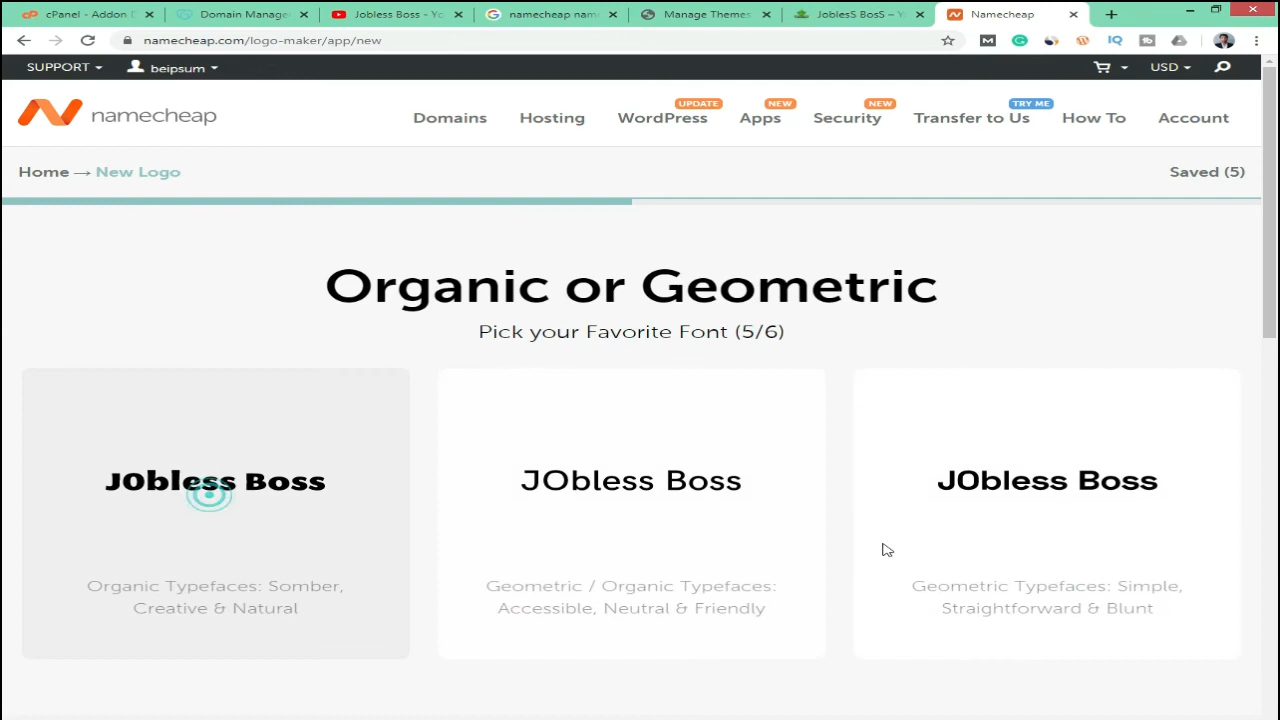 cPanel - Addon D
Domain Manage
Jobless Boss - Yo
namecheap nam
Manage Themes
JoblesS BosS – Y
Namecheap
namecheap.com/logo-maker/app/new
SUPPORT
beipsum
USD
namecheap
UPDATE
NEW
NEW
TRY ME
Domains
Hosting
WordPress
Apps
Security
Transfer to Us
How To
Account
Home → New Logo
Saved (5)
Organic or Geometric
Pick your Favorite Font (5/6)
JObless Boss
JObless Boss
JObless Boss
Organic Typefaces: Somber,
Creative & Natural
Geometric / Organic Typefaces:
Accessible, Neutral & Friendly
Geometric Typefaces: Simple,
Straightforward & Blunt